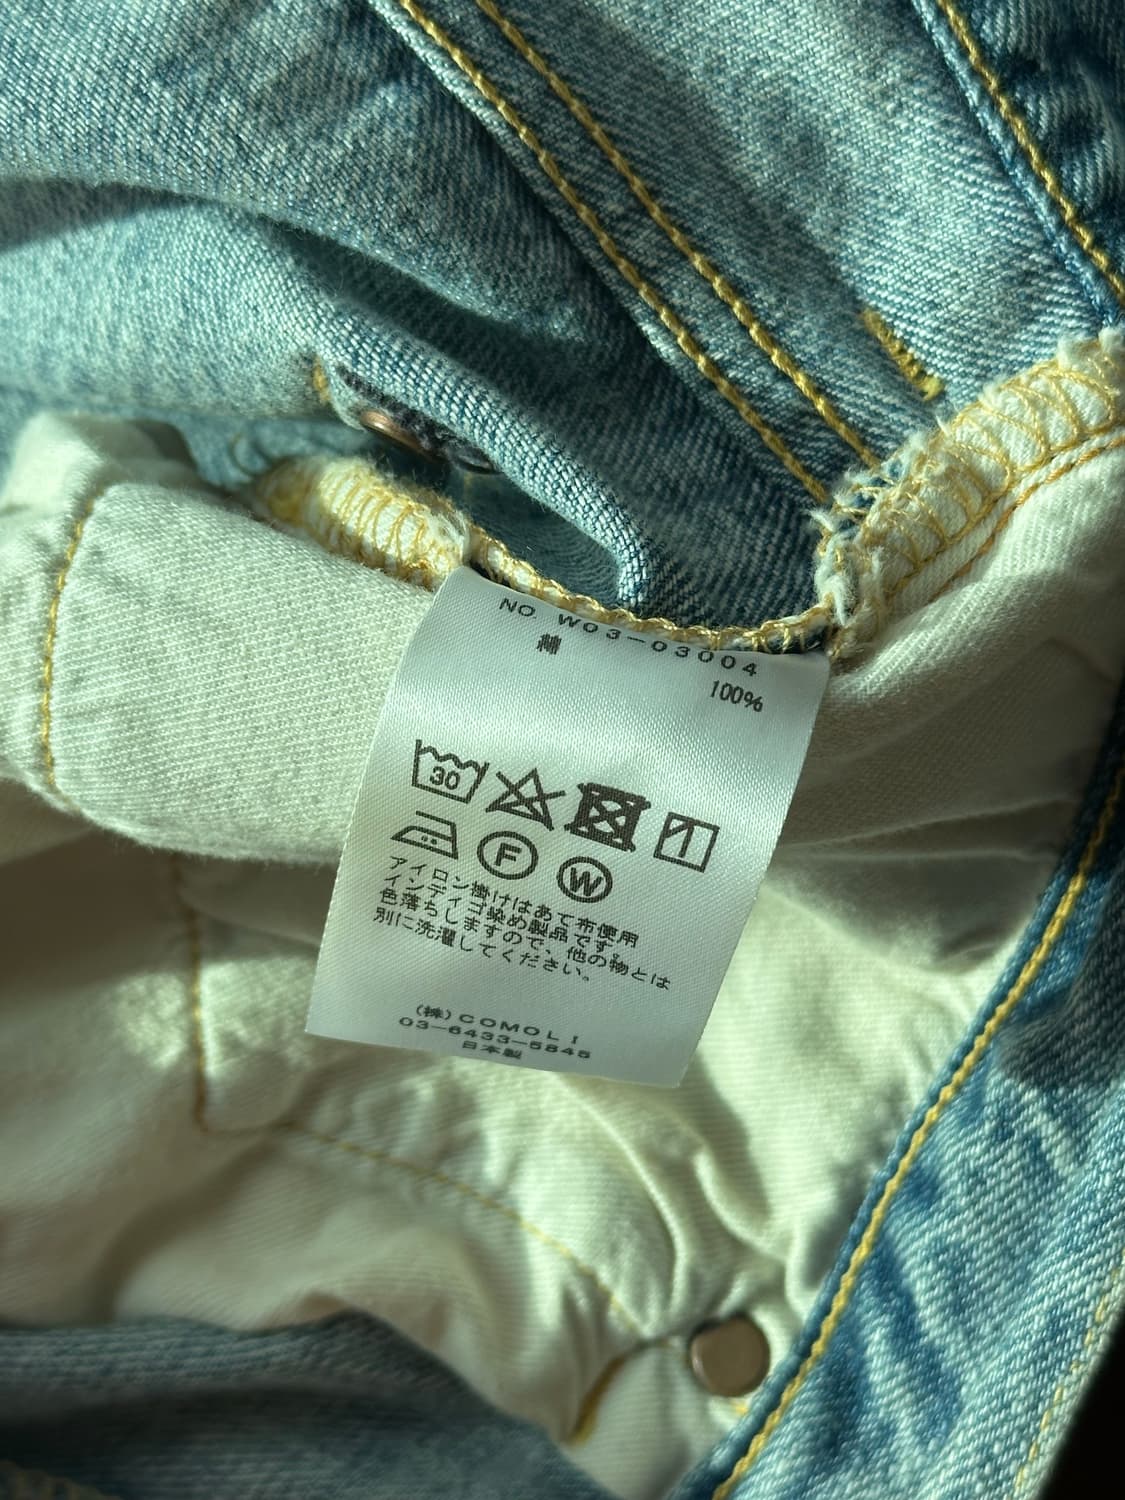 NO. W03-03004
綿 100%
30
F W
アイロン掛けはあて布使用
インディゴ染め製品です。
色落ちしますので、他の物とは
別に洗濯してください。
(株)COMOLI
03-6433-5845
日本製